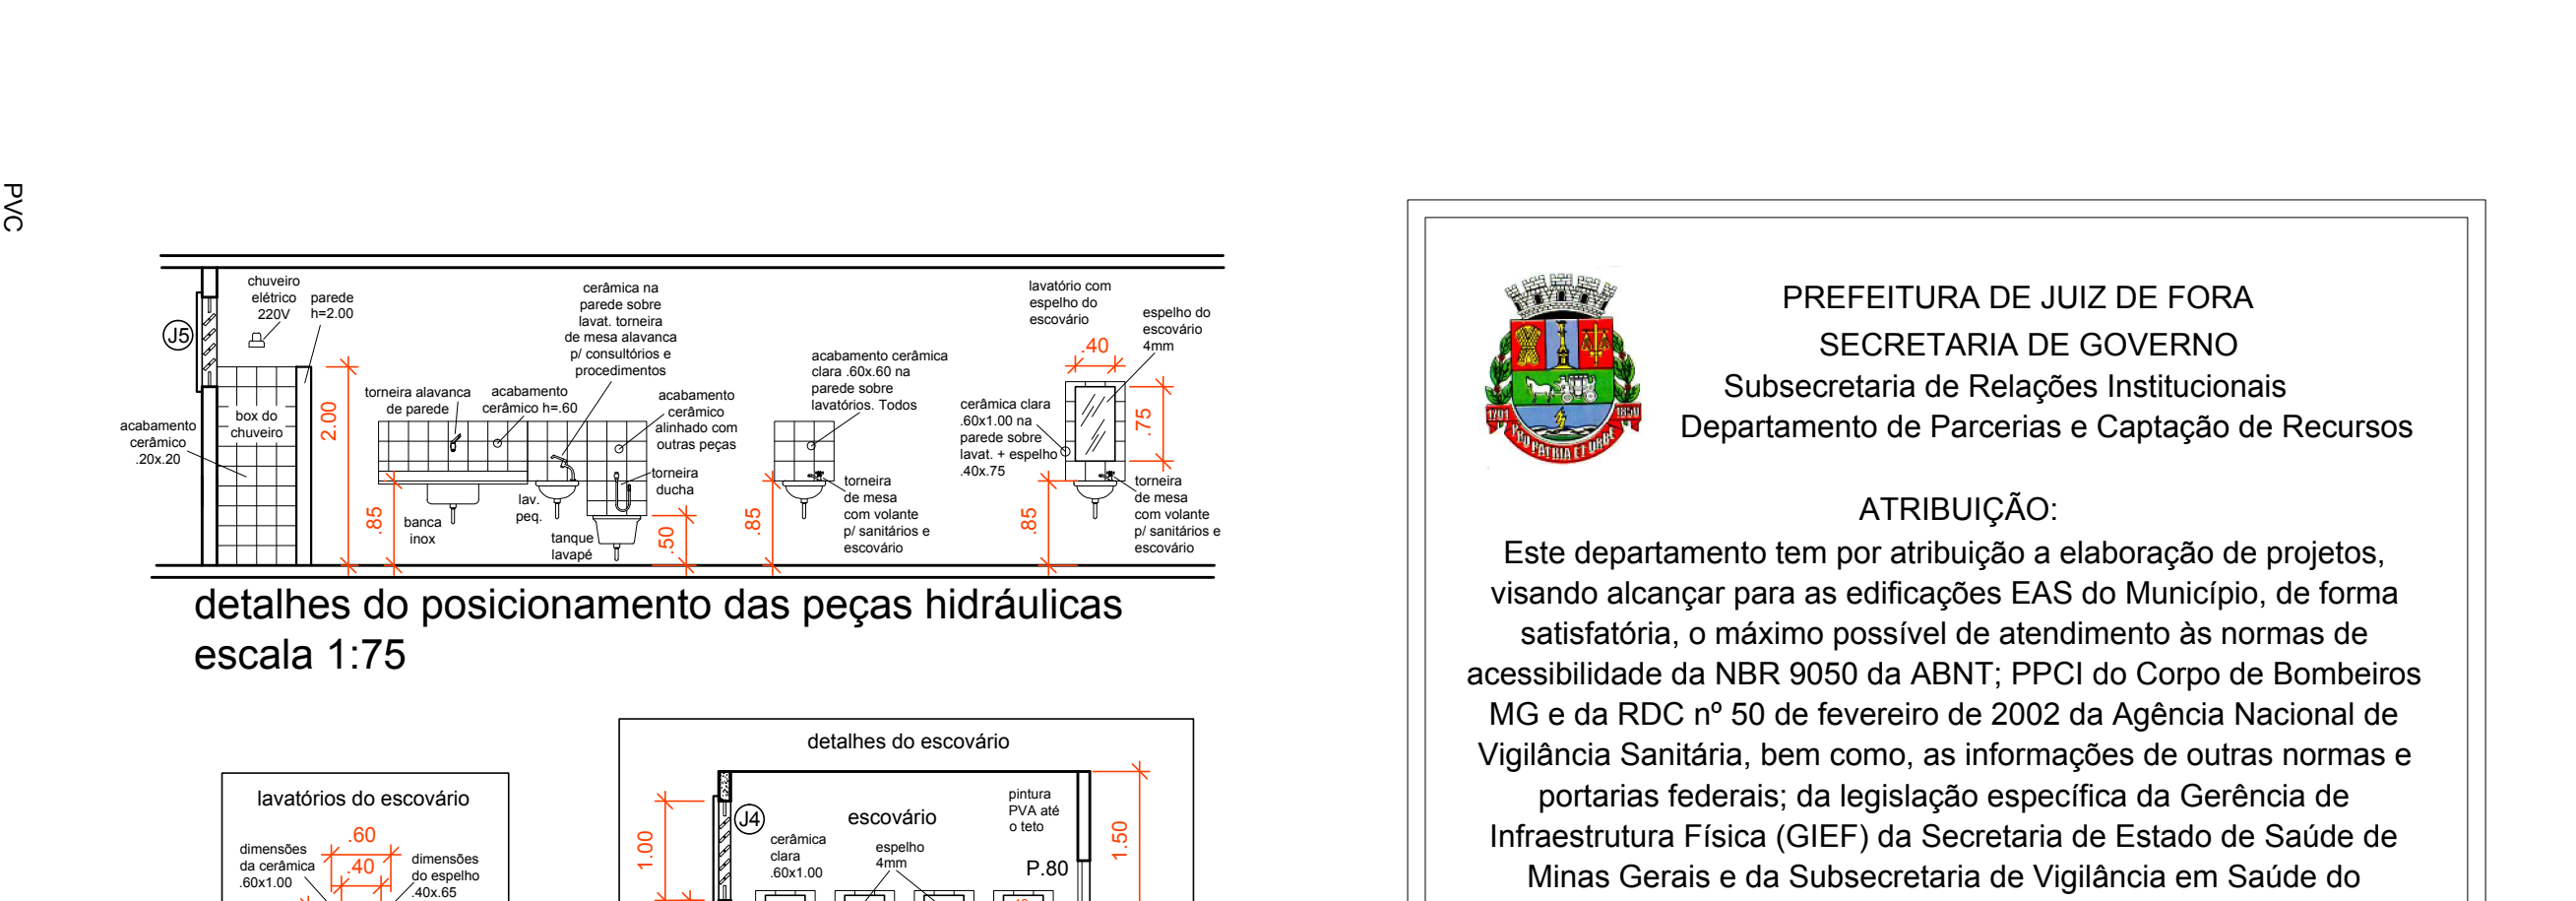 PVC
chuveiro
elétrico
220V
parede
h=2.00
J5
box do
chuveiro
acabamento
cerâmico
.20x.20
2.00
torneira alavanca
de parede
acabamento
cerâmico h=.60
cerâmica na
parede sobre
lavat. torneira
de mesa alavanca
p/ consultórios e
procedimentos
acabamento
cerâmico
alinhado com
outras peças
torneira
ducha
.85
banca
inox
lav.
peq.
tanque
lavapé
.50
acabamento cerâmica
clara .60x.60 na
parede sobre
lavatórios. Todos
.85
torneira
de mesa
com volante
p/ sanitários e
escovário
lavatório com
espelho do
escovário
espelho do
escovário
4mm
.40
.75
cerâmica clara
.60x1.00 na
parede sobre
lavat. + espelho
.40x.75
.85
torneira
de mesa
com volante
p/ sanitários e
escovário
detalhes do posicionamento das peças hidráulicas
escala 1:75
lavatórios do escovário
.60
.40
dimensões
da cerâmica
.60x1.00
dimensões
do espelho
.40x.65
detalhes do escovário
1.00
J4
escovário
pintura
PVA até
o teto
cerâmica
clara
.60x1.00
espelho
4mm
P.80
1.50
1701
1850
PREFEITURA DE JUIZ DE FORA
SECRETARIA DE GOVERNO
Subsecretaria de Relações Institucionais
Departamento de Parcerias e Captação de Recursos
ATRIBUIÇÃO:
Este departamento tem por atribuição a elaboração de projetos,
visando alcançar para as edificações EAS do Município, de forma
satisfatória, o máximo possível de atendimento às normas de
acessibilidade da NBR 9050 da ABNT; PPCI do Corpo de Bombeiros
MG e da RDC nº 50 de fevereiro de 2002 da Agência Nacional de
Vigilância Sanitária, bem como, as informações de outras normas e
portarias federais; da legislação específica da Gerência de
Infraestrutura Física (GIEF) da Secretaria de Estado de Saúde de
Minas Gerais e da Subsecretaria de Vigilância em Saúde do